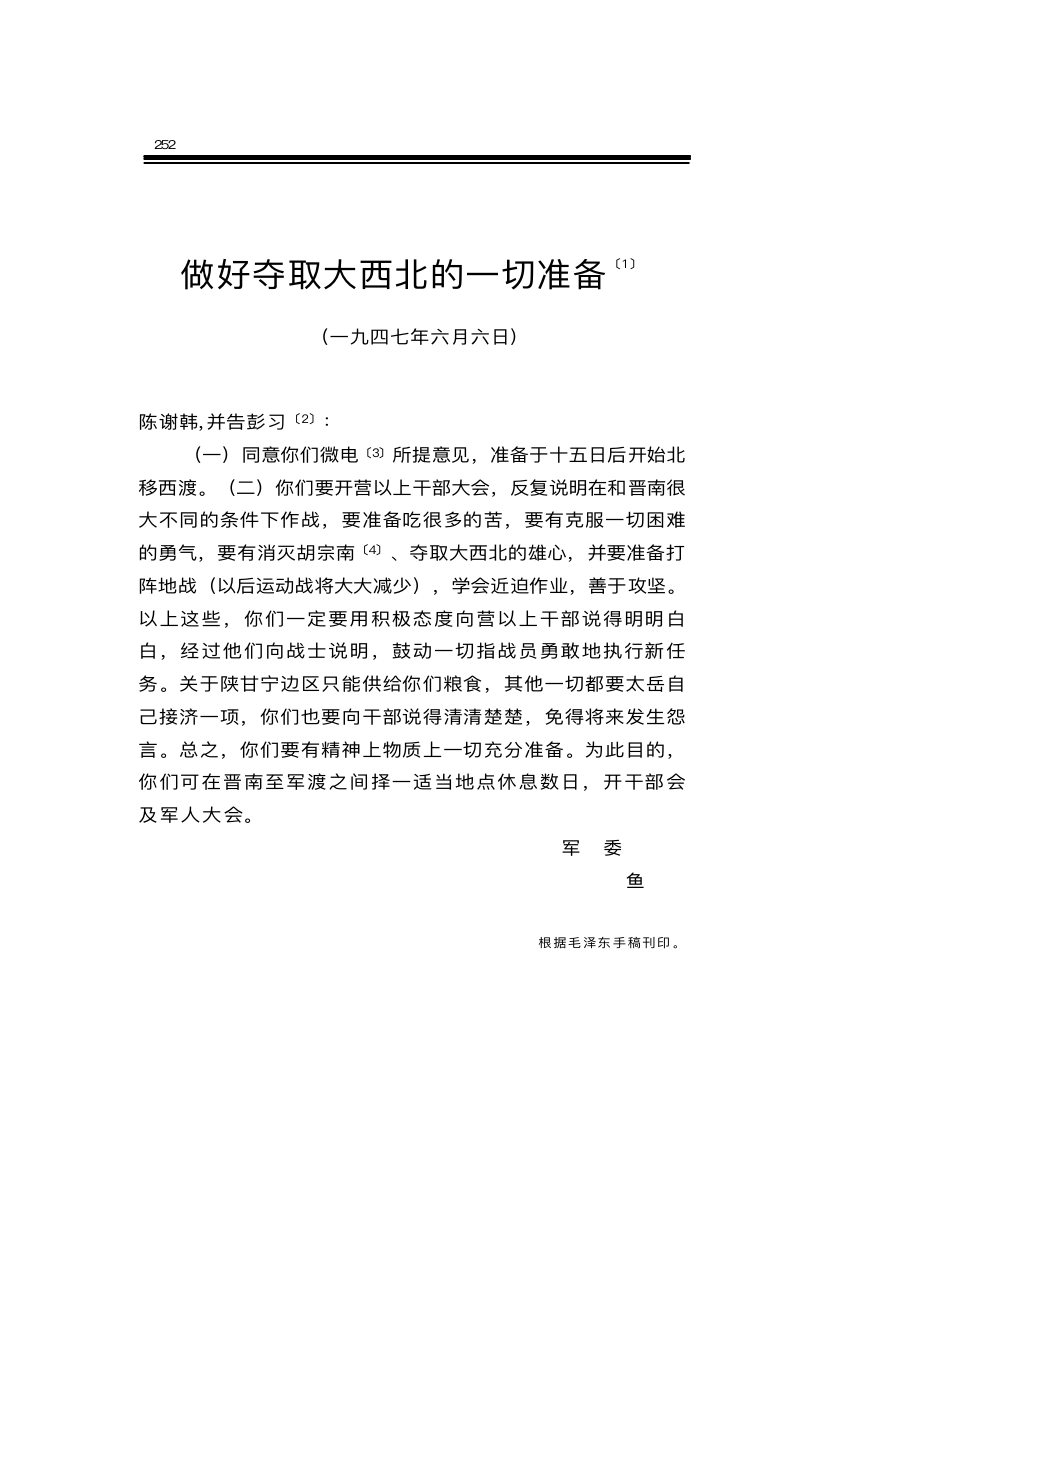 252
做好夺取大西北的一切准备〔1〕
(一九四七年六月六日)
陈谢韩,并告彭习〔2〕:
（一）同意你们微电〔3〕所提意见，准备于十五日后开始北
移西渡。（二）你们要开营以上干部大会，反复说明在和晋南很
大不同的条件下作战，要准备吃很多的苦，要有克服一切困难
的勇气，要有消灭胡宗南〔4〕、夺取大西北的雄心，并要准备打
阵地战（以后运动战将大大减少），学会近迫作业，善于攻坚。
以上这些，你们一定要用积极态度向营以上干部说得明明白
白，经过他们向战士说明，鼓动一切指战员勇敢地执行新任
务。关于陕甘宁边区只能供给你们粮食，其他一切都要太岳自
己接济一项，你们也要向干部说得清清楚楚，免得将来发生怨
言。总之，你们要有精神上物质上一切充分准备。为此目的，
你们可在晋南至军渡之间择一适当地点休息数日，开干部会
及军人大会。
军　委
鱼
根据毛泽东手稿刊印。